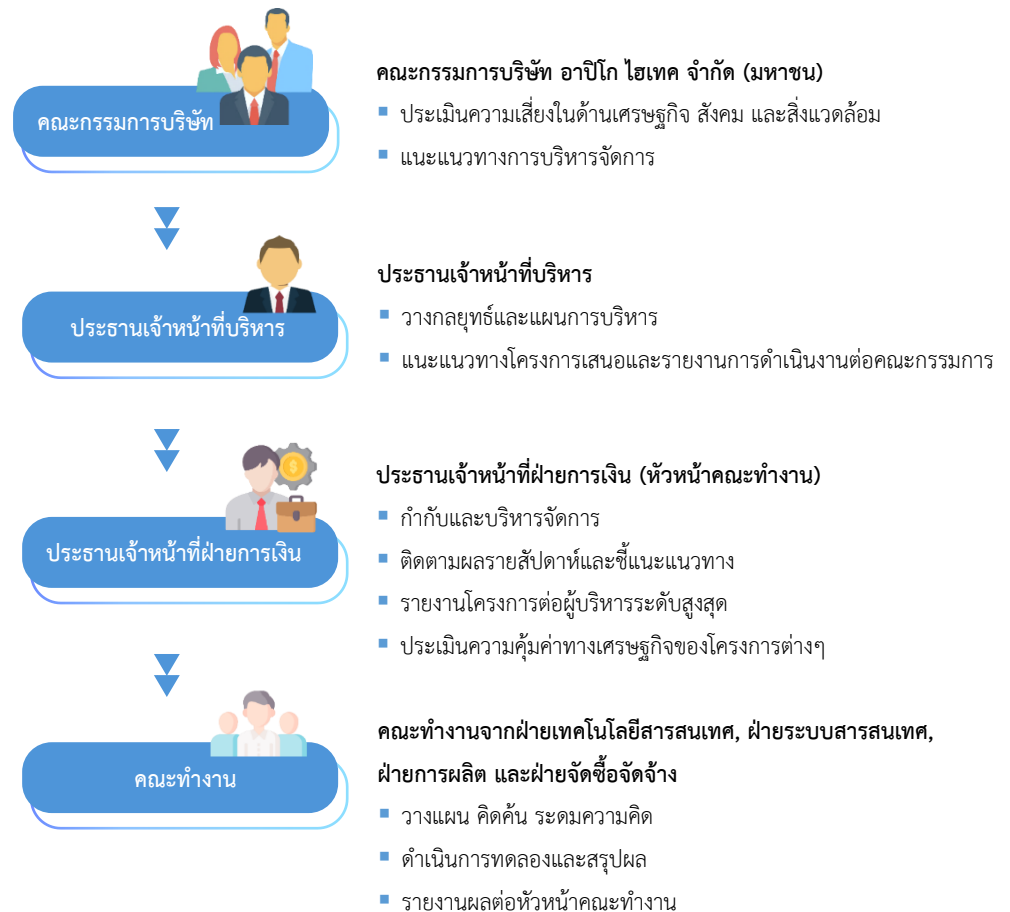 คณะกรรมการบริษัท
คณะกรรมการบริษัท อาปิโก ไฮเทค จำกัด (มหาชน)
▪ ประเมินความเสี่ยงในด้านเศรษฐกิจ สังคม และสิ่งแวดล้อม
▪ แนะแนวทางการบริหารจัดการ
ประธานเจ้าหน้าที่บริหาร
ประธานเจ้าหน้าที่บริหาร
▪ วางกลยุทธ์และแผนการบริหาร
▪ แนะแนวทางโครงการเสนอและรายงานการดำเนินงานต่อคณะกรรมการ
ประธานเจ้าหน้าที่ฝ่ายการเงิน
ประธานเจ้าหน้าที่ฝ่ายการเงิน (หัวหน้าคณะทำงาน)
▪ กำกับและบริหารจัดการ
▪ ติดตามผลรายสัปดาห์และชี้แนะแนวทาง
▪ รายงานโครงการต่อผู้บริหารระดับสูงสุด
▪ ประเมินความคุ้มค่าทางเศรษฐกิจของโครงการต่างๆ
คณะทำงาน
คณะทำงานจากฝ่ายเทคโนโลยีสารสนเทศ, ฝ่ายระบบสารสนเทศ,
ฝ่ายการผลิต และฝ่ายจัดซื้อจัดจ้าง
▪ วางแผน คิดค้น ระดมความคิด
▪ ดำเนินการทดลองและสรุปผล
▪ รายงานผลต่อหัวหน้าคณะทำงาน